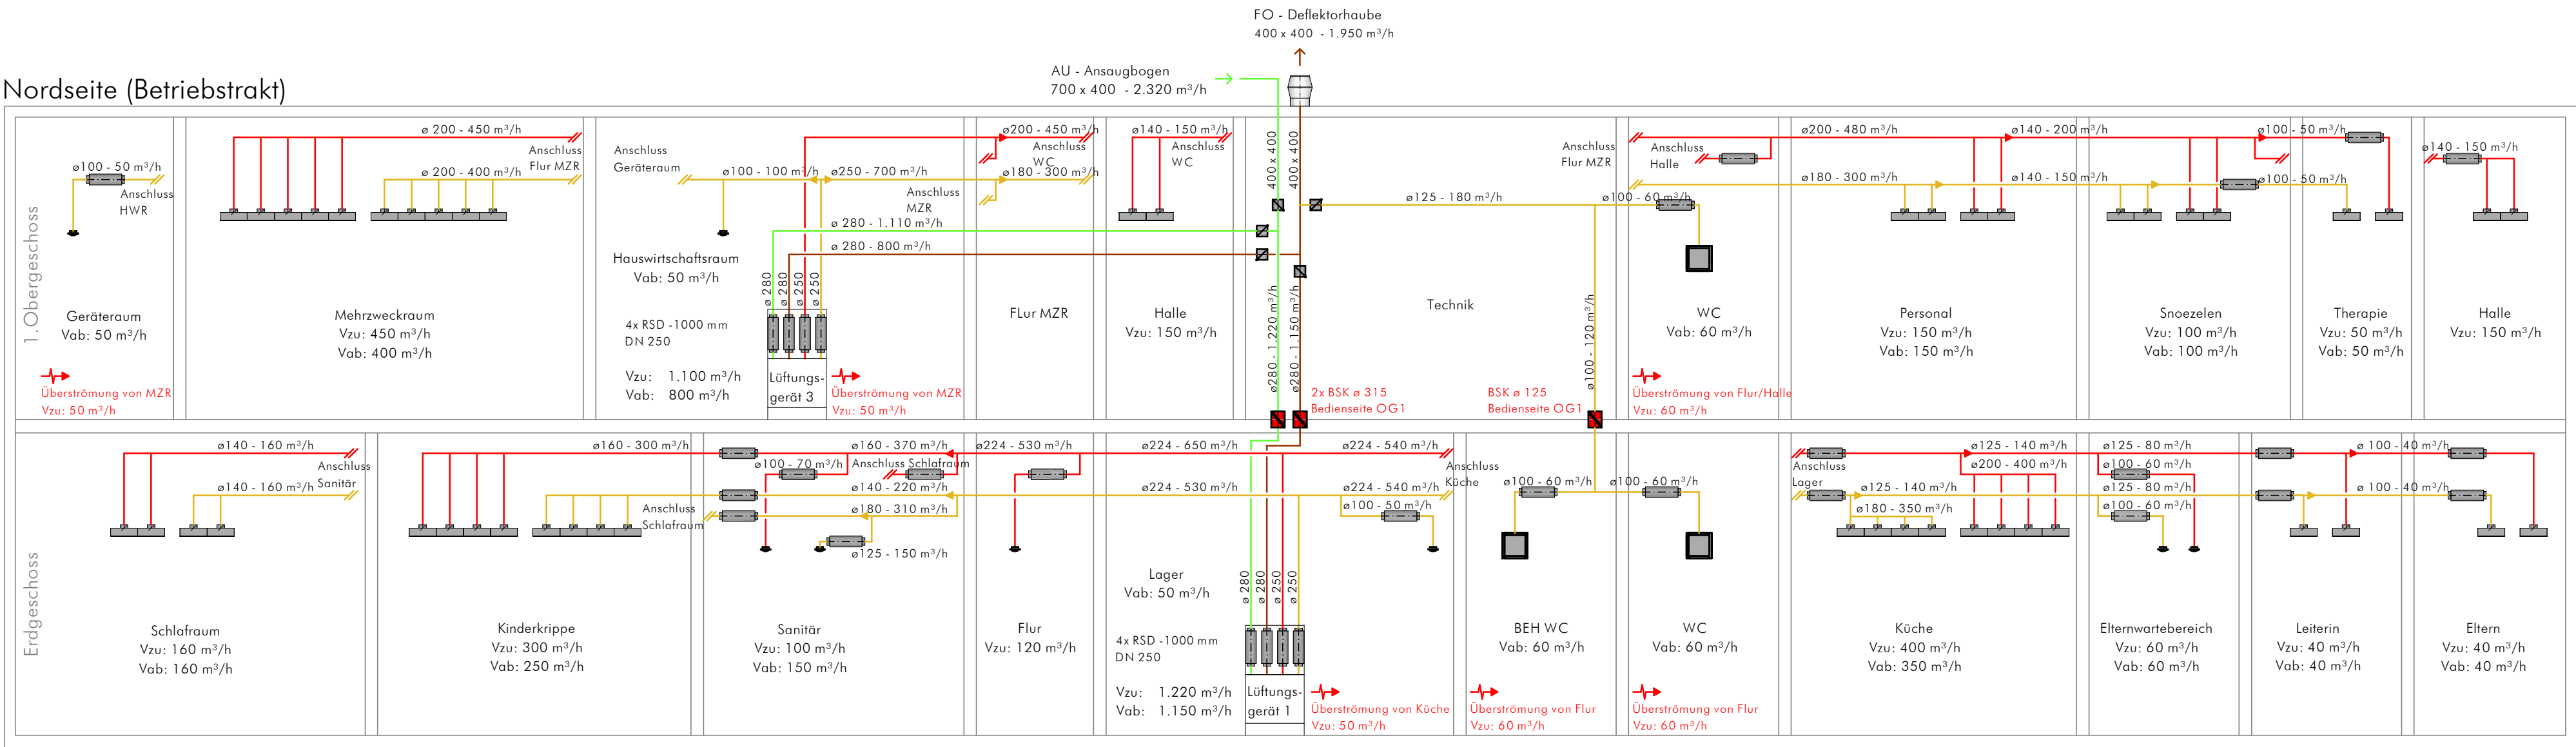 FO - Deflektorhaube
400 x 400 - 1.950 m³/h
AU - Ansaugbogen
700 x 400 - 2.320 m³/h
Nordseite (Betriebstrakt)
1.Obergeschoss
ø100 - 50 m³/h
Anschluss
HWR
Geräteraum
Vab: 50 m³/h
Überströmung von MZR
Vzu: 50 m³/h
ø 200 - 450 m³/h
Anschluss
Flur MZR
ø 200 - 400 m³/h
Mehrzweckraum
Vzu: 450 m³/h
Vab: 400 m³/h
Anschluss
Geräteraum
ø100 - 100 m³/h
ø250 - 700 m³/h
Anschluss
MZR
ø 280 - 1.110 m³/h
ø 280 - 800 m³/h
Hauswirtschaftsraum
Vab: 50 m³/h
ø 280
ø 280
ø 250
ø 250
4x RSD -1000 mm
DN 250
Vzu: 1.100 m³/h
Vab: 800 m³/h
Lüftungs-
gerät 3
Überströmung von MZR
Vzu: 50 m³/h
ø200 - 450 m³/h
Anschluss
WC
ø180 - 300 m³/h
FLur MZR
ø140 - 150 m³/h
Anschluss
WC
Halle
Vzu: 150 m³/h
400 x 400
400 x 400
ø280 - 1.220 m³/h
ø280 - 1.150 m³/h
ø125 - 180 m³/h
Technik
2x BSK ø 315
Bedienseite OG1
BSK ø 125
Bedienseite OG1
ø100 - 120 m³/h
Anschluss
Flur MZR
Anschluss
Halle
ø100 - 60 m³/h
WC
Vab: 60 m³/h
Überströmung von Flur/Halle
Vzu: 60 m³/h
ø200 - 480 m³/h
ø180 - 300 m³/h
Personal
Vzu: 150 m³/h
Vab: 150 m³/h
ø140 - 200 m³/h
ø140 - 150 m³/h
Snoezelen
Vzu: 100 m³/h
Vab: 100 m³/h
ø100 - 50 m³/h
ø100 - 50 m³/h
Therapie
Vzu: 50 m³/h
Vab: 50 m³/h
ø140 - 150 m³/h
Halle
Vzu: 150 m³/h
Erdgeschoss
ø140 - 160 m³/h
Anschluss
Sanitär
ø140 - 160 m³/h
Schlafraum
Vzu: 160 m³/h
Vab: 160 m³/h
ø160 - 300 m³/h
Anschluss
Schlafraum
Kinderkrippe
Vzu: 300 m³/h
Vab: 250 m³/h
ø160 - 370 m³/h
ø100 - 70 m³/h
Anschluss Schlafraum
ø140 - 220 m³/h
ø180 - 310 m³/h
ø125 - 150 m³/h
Sanitär
Vzu: 100 m³/h
Vab: 150 m³/h
ø224 - 530 m³/h
Flur
Vzu: 120 m³/h
ø224 - 650 m³/h
ø224 - 530 m³/h
Lager
Vab: 50 m³/h
4x RSD -1000 mm
DN 250
Vzu: 1.220 m³/h
Vab: 1.150 m³/h
ø 280
ø 280
ø 250
ø 250
Lüftungs-
gerät 1
ø224 - 540 m³/h
Anschluss
Küche
ø224 - 540 m³/h
ø100 - 50 m³/h
Überströmung von Küche
Vzu: 50 m³/h
ø100 - 60 m³/h
BEH WC
Vab: 60 m³/h
Überströmung von Flur
Vzu: 60 m³/h
ø100 - 60 m³/h
WC
Vab: 60 m³/h
Überströmung von Flur
Vzu: 60 m³/h
Anschluss
Lager
ø125 - 140 m³/h
ø200 - 400 m³/h
ø125 - 140 m³/h
ø180 - 350 m³/h
Küche
Vzu: 400 m³/h
Vab: 350 m³/h
ø125 - 80 m³/h
ø100 - 60 m³/h
ø125 - 80 m³/h
ø100 - 60 m³/h
Elternwartebereich
Vzu: 60 m³/h
Vab: 60 m³/h
ø 100 - 40 m³/h
ø 100 - 40 m³/h
Leiterin
Vzu: 40 m³/h
Vab: 40 m³/h
Eltern
Vzu: 40 m³/h
Vab: 40 m³/h